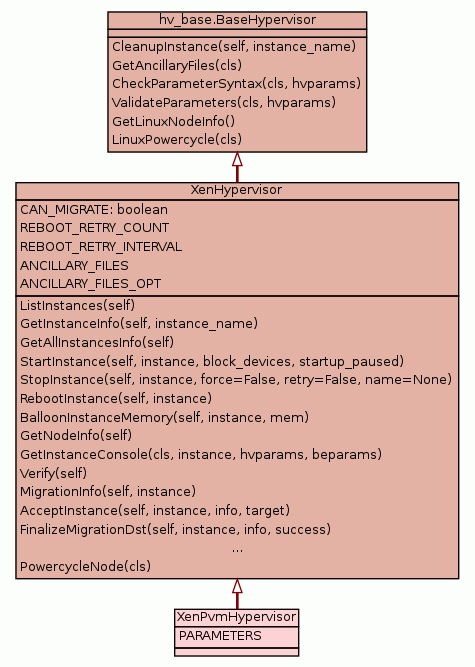 hv_base.BaseHypervisor
CleanupInstance(self, instance_name)
GetAncillaryFiles(cls)
CheckParameterSyntax(cls, hvparams)
ValidateParameters(cls, hvparams)
GetLinuxNodeInfo()
LinuxPowercycle(cls)
XenHypervisor
CAN_MIGRATE: boolean
REBOOT_RETRY_COUNT
REBOOT_RETRY_INTERVAL
ANCILLARY_FILES
ANCILLARY_FILES_OPT
ListInstances(self)
GetInstanceInfo(self, instance_name)
GetAllInstancesInfo(self)
StartInstance(self, instance, block_devices, startup_paused)
StopInstance(self, instance, force=False, retry=False, name=None)
RebootInstance(self, instance)
BalloonInstanceMemory(self, instance, mem)
GetNodeInfo(self)
GetInstanceConsole(cls, instance, hvparams, beparams)
Verify(self)
MigrationInfo(self, instance)
AcceptInstance(self, instance, info, target)
FinalizeMigrationDst(self, instance, info, success)
...
PowercycleNode(cls)
XenPvmHypervisor
PARAMETERS